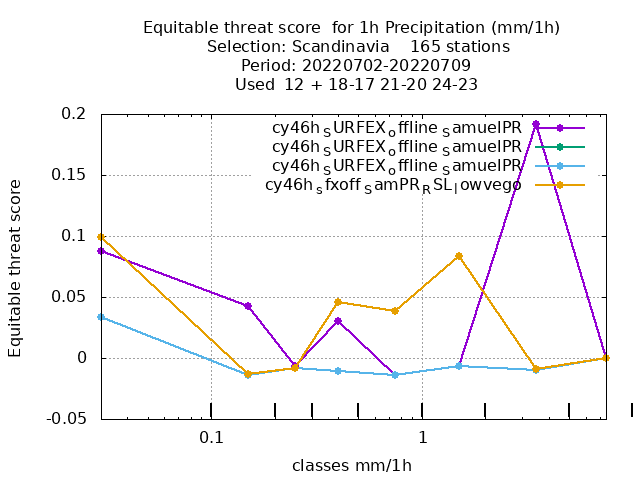 Equitable threat score  for 1h Precipitation (mm/1h)
Selection: Scandinavia    165 stations
Period: 20220702-20220709
Used  12 + 18-17 21-20 24-23
cy46h_SURFEX_offline_SamuelPR
cy46h_SURFEX_offline_SamuelPR
cy46h_SURFEX_offline_SamuelPR
cy46h_sfxoff_SamPR_RSL_lowvego
0.2
0.15
0.1
0.05
0
-0.05
Equitable threat score
0.1
1
classes mm/1h